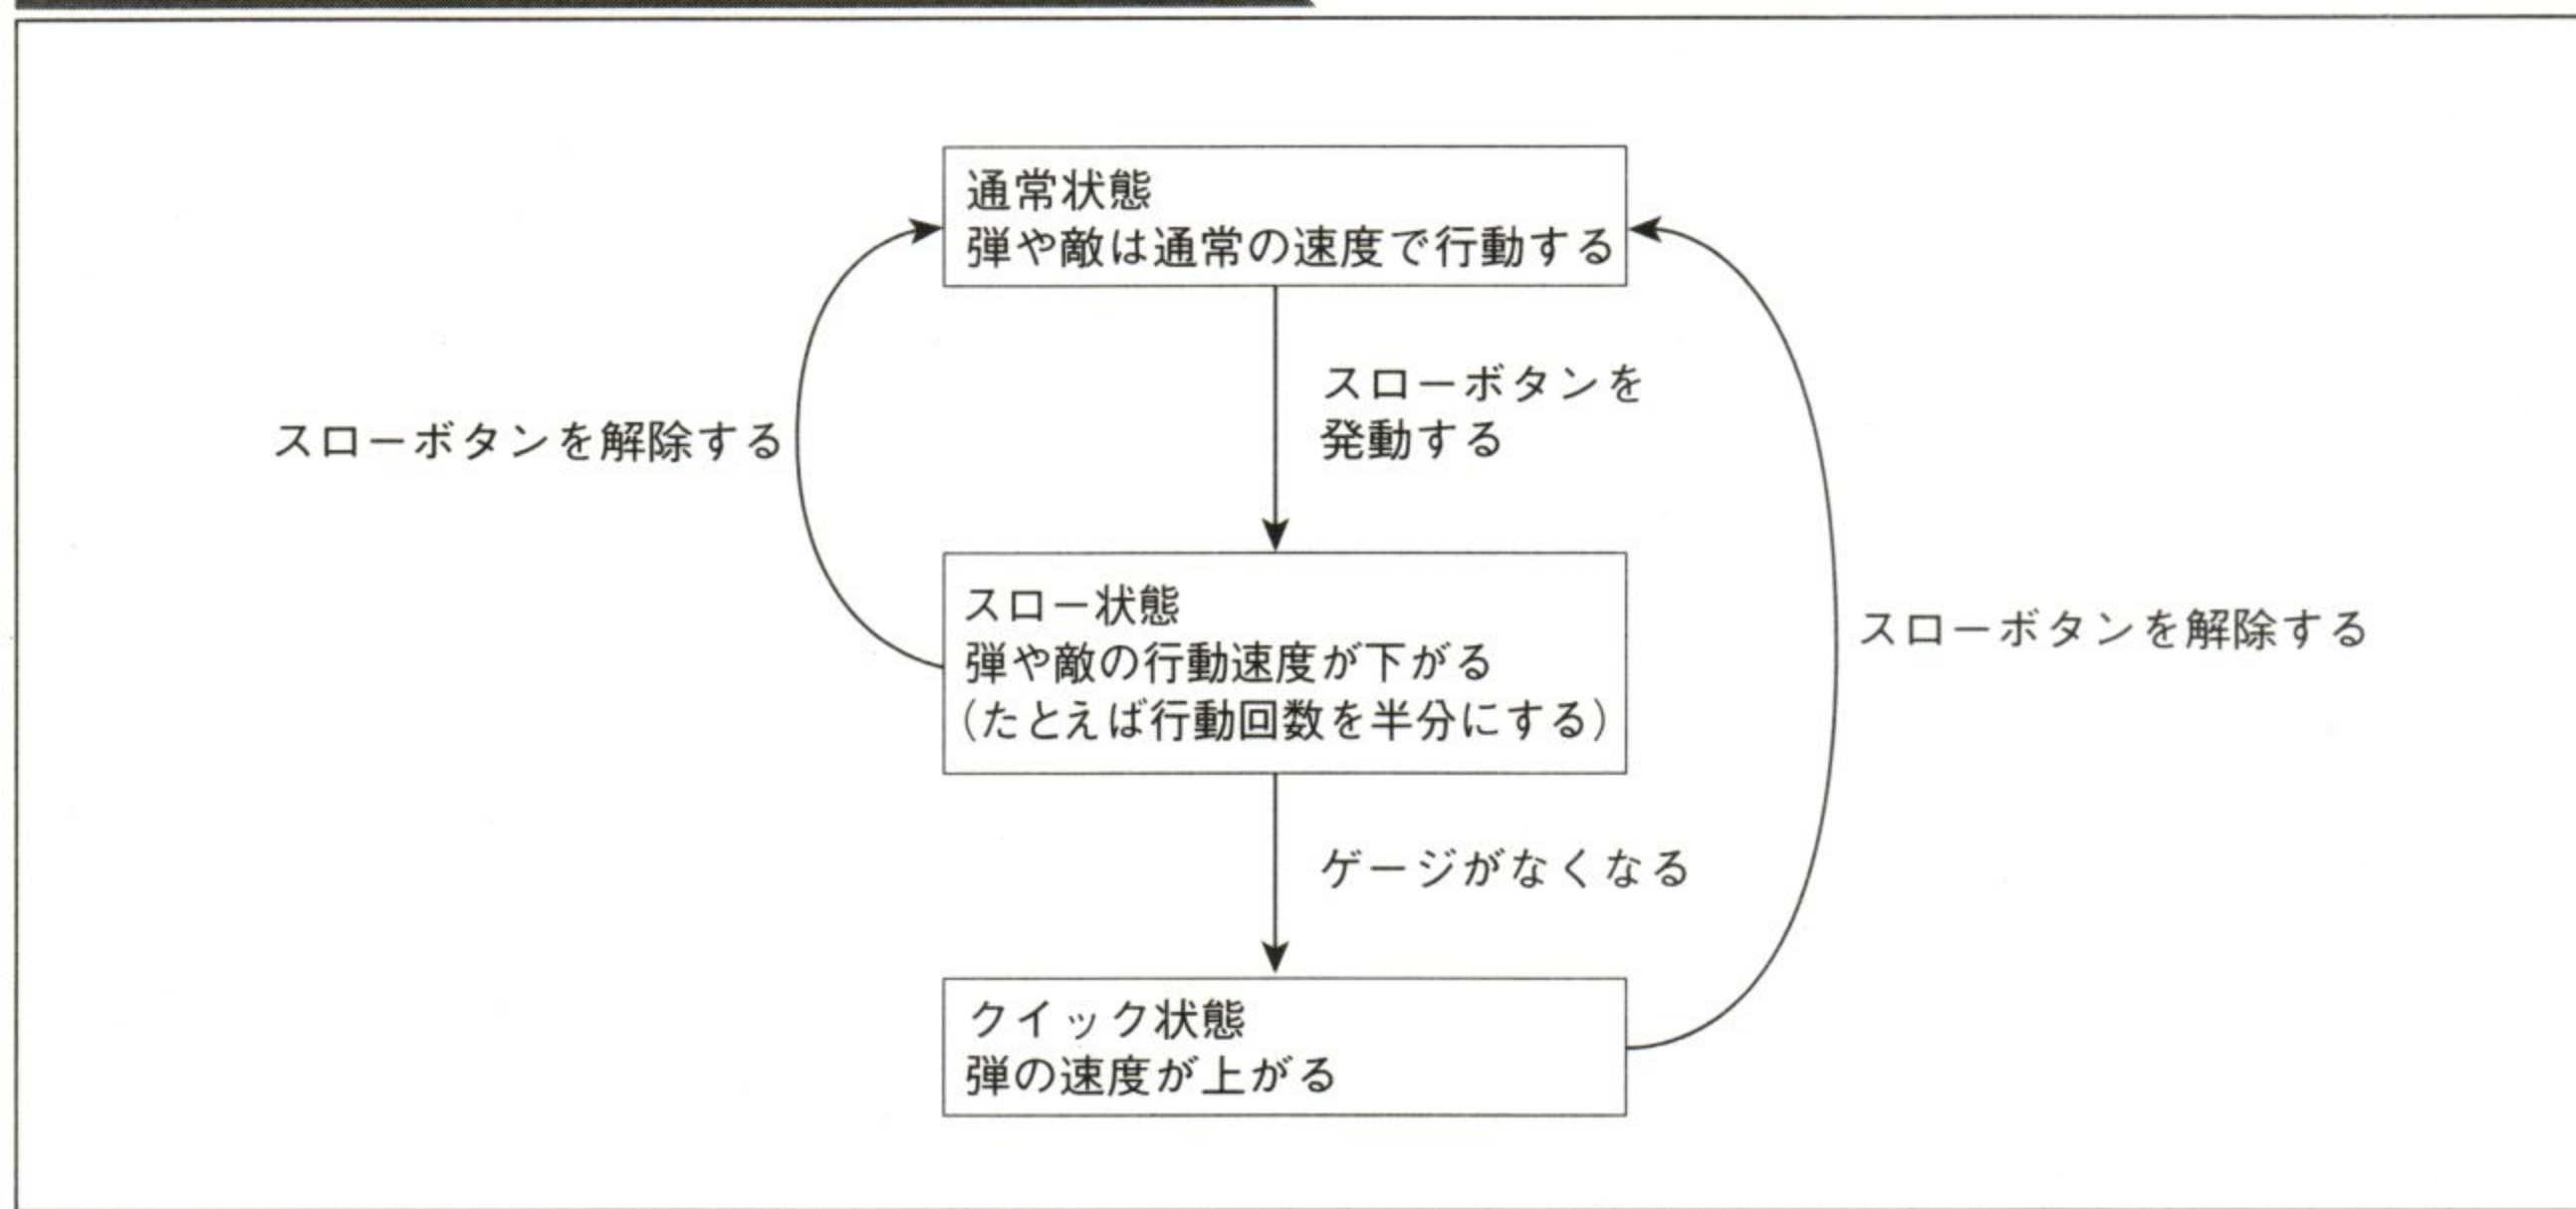 通常状態
弾や敵は通常の速度で行動する
スローボタンを
発動する
スローボタンを解除する
スロー状態
弾や敵の行動速度が下がる
(たとえば行動回数を半分にする)
スローボタンを解除する
ゲージがなくなる
クイック状態
弾の速度が上がる